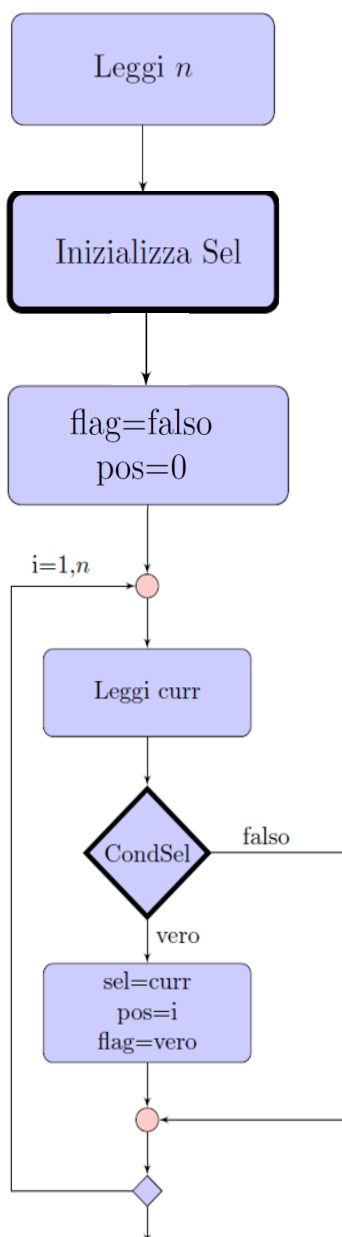 Leggi n
Inizializza Sel
flag=falso
pos=0
i=1,n
Leggi curr
CondSel
falso
vero
sel=curr
pos=i
flag=vero